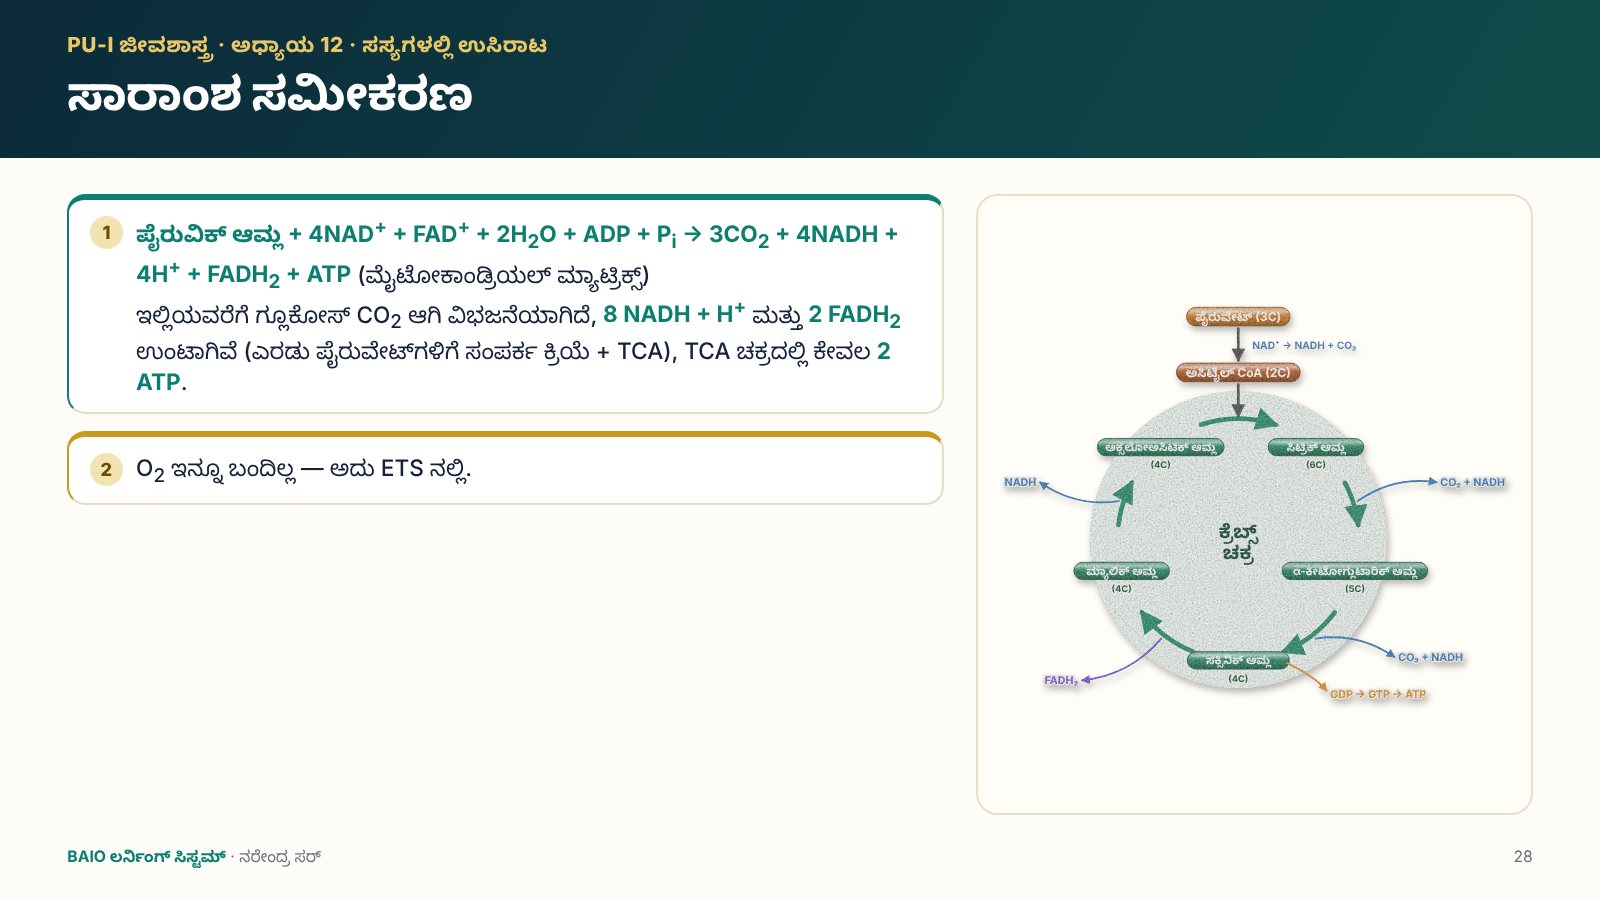 PU-I ಜೀವಶಾಸ್ತ್ರ · ಅಧ್ಯಾಯ 12 · ಸಸ್ಯಗಳಲ್ಲಿ ಉಸಿರಾಟ
ಸಾರಾಂಶ ಸಮೀಕರಣ
1
ಪೈರುವಿಕ್ ಆಮ್ಲ + 4NAD⁺ + FAD⁺ + 2H₂O + ADP + Pᵢ → 3CO₂ + 4NADH +
4H⁺ + FADH₂ + ATP (ಮೈಟೋಕಾಂಡ್ರಿಯಲ್ ಮ್ಯಾಟ್ರಿಕ್ಸ್)
ಇಲ್ಲಿಯವರೆಗೆ ಗ್ಲೂಕೋಸ್ CO₂ ಆಗಿ ವಿಭಜನೆಯಾಗಿದೆ, 8 NADH + H⁺ ಮತ್ತು 2 FADH₂
ಉಂಟಾಗಿವೆ (ಎರಡು ಪೈರುವೇಟ್‌ಗಳಿಗೆ ಸಂಪರ್ಕ ಕ್ರಿಯೆ + TCA), TCA ಚಕ್ರದಲ್ಲಿ ಕೇವಲ 2
ATP.
2
O₂ ಇನ್ನೂ ಬಂದಿಲ್ಲ — ಅದು ETS ನಲ್ಲಿ.
ಪೈರುವೇಟ್ (3C)
NAD⁺ → NADH + CO₂
ಅಸಿಟೈಲ್ CoA (2C)
ಆಕ್ಸಲೋಅಸಿಟಿಕ್ ಆಮ್ಲ
(4C)
ಸಿಟ್ರಿಕ್ ಆಮ್ಲ
(6C)
NADH
CO₂ + NADH
ಕ್ರೆಬ್ಸ್
ಚಕ್ರ
ಮ್ಯಾಲಿಕ್ ಆಮ್ಲ
(4C)
α-ಕೀಟೋಗ್ಲುಟಾರಿಕ್ ಆಮ್ಲ
(5C)
ಸಕ್ಸಿನಿಕ್ ಆಮ್ಲ
(4C)
CO₂ + NADH
FADH₂
GDP → GTP → ATP
BAIO ಲರ್ನಿಂಗ್ ಸಿಸ್ಟಮ್ · ನರೇಂದ್ರ ಸರ್
28